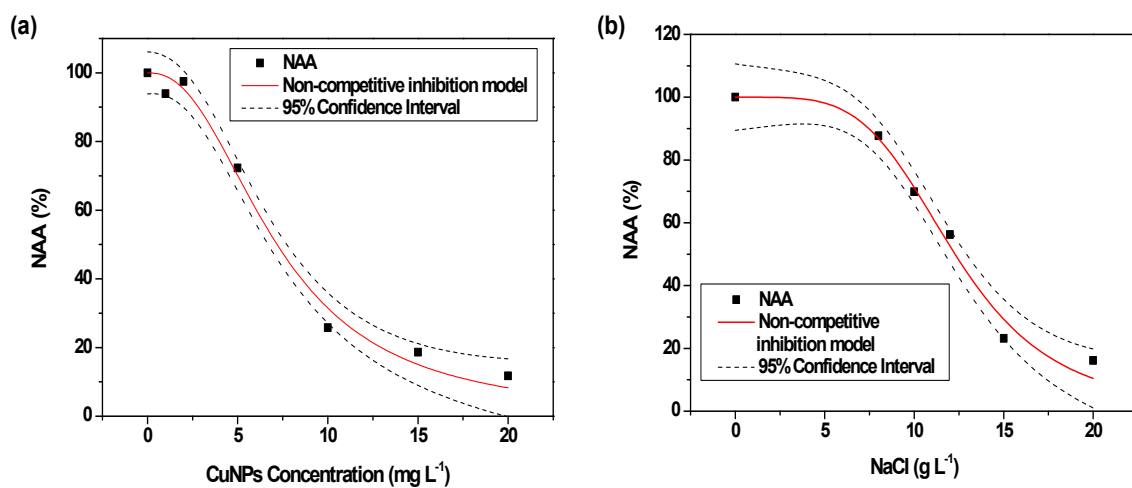 (a)
NAA
Non-competitive inhibition model
95% Confidence Interval
100
80
60
40
20
0
NAA (%)
0 5 10 15 20
CuNPs Concentration (mg L⁻¹)
(b)
120
100
80
60
40
20
0
NAA (%)
NAA
Non-competitive
inhibition model
95% Confidence Interval
0 5 10 15 20
NaCl (g L⁻¹)